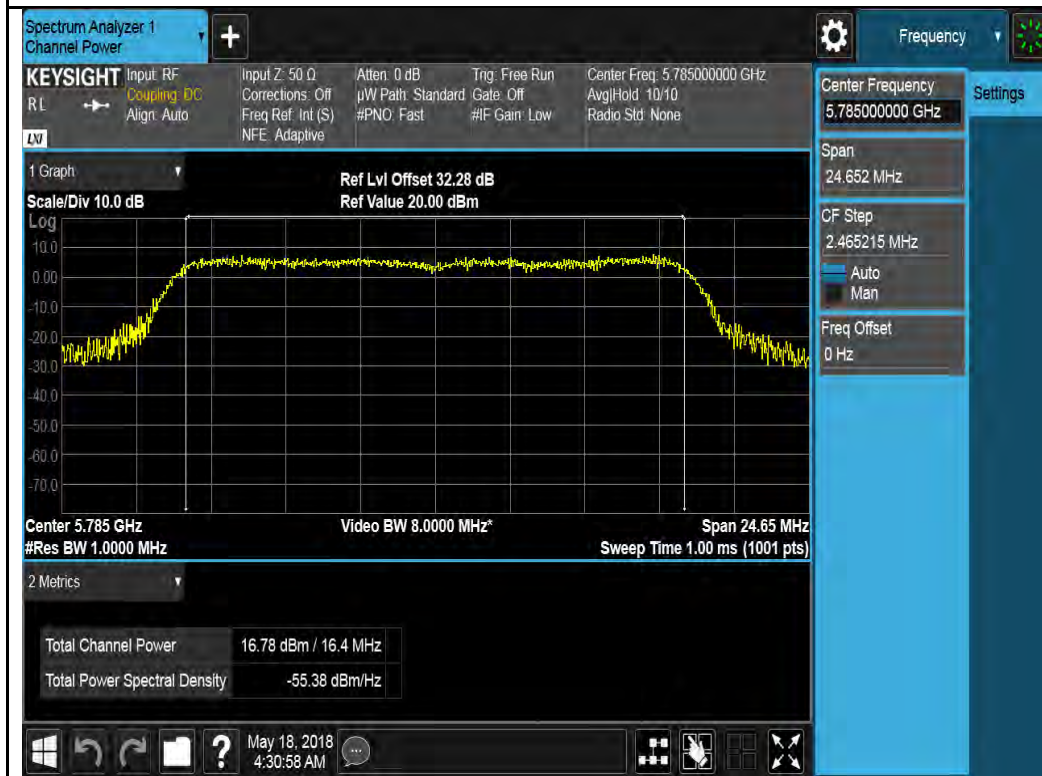 Spectrum Analyzer 1
Channel Power
+
Frequency
KEYSIGHT
RL
LXI
Input: RF
Coupling: DC
Align: Auto
Input Z: 50 Ω
Corrections: Off
Freq Ref: Int (S)
NFE: Adaptive
Atten: 0 dB
µW Path: Standard
#PNO: Fast
Trig: Free Run
Gate: Off
#IF Gain: Low
Center Freq: 5.785000000 GHz
Avg|Hold: 10/10
Radio Std: None
1 Graph
Scale/Div 10.0 dB
Ref Lvl Offset 32.28 dB
Ref Value 20.00 dBm
Log
10.0
0.00
-10.0
-20.0
-30.0
-40.0
-50.0
-60.0
-70.0
Center 5.785 GHz
#Res BW 1.0000 MHz
Video BW 8.0000 MHz*
Span 24.65 MHz
Sweep Time 1.00 ms (1001 pts)
2 Metrics
Total Channel Power 16.78 dBm / 16.4 MHz
Total Power Spectral Density -55.38 dBm/Hz
?
May 18, 2018
4:30:58 AM
Center Frequency
5.785000000 GHz
Span
24.652 MHz
CF Step
2.465215 MHz
Auto
Man
Freq Offset
0 Hz
Settings